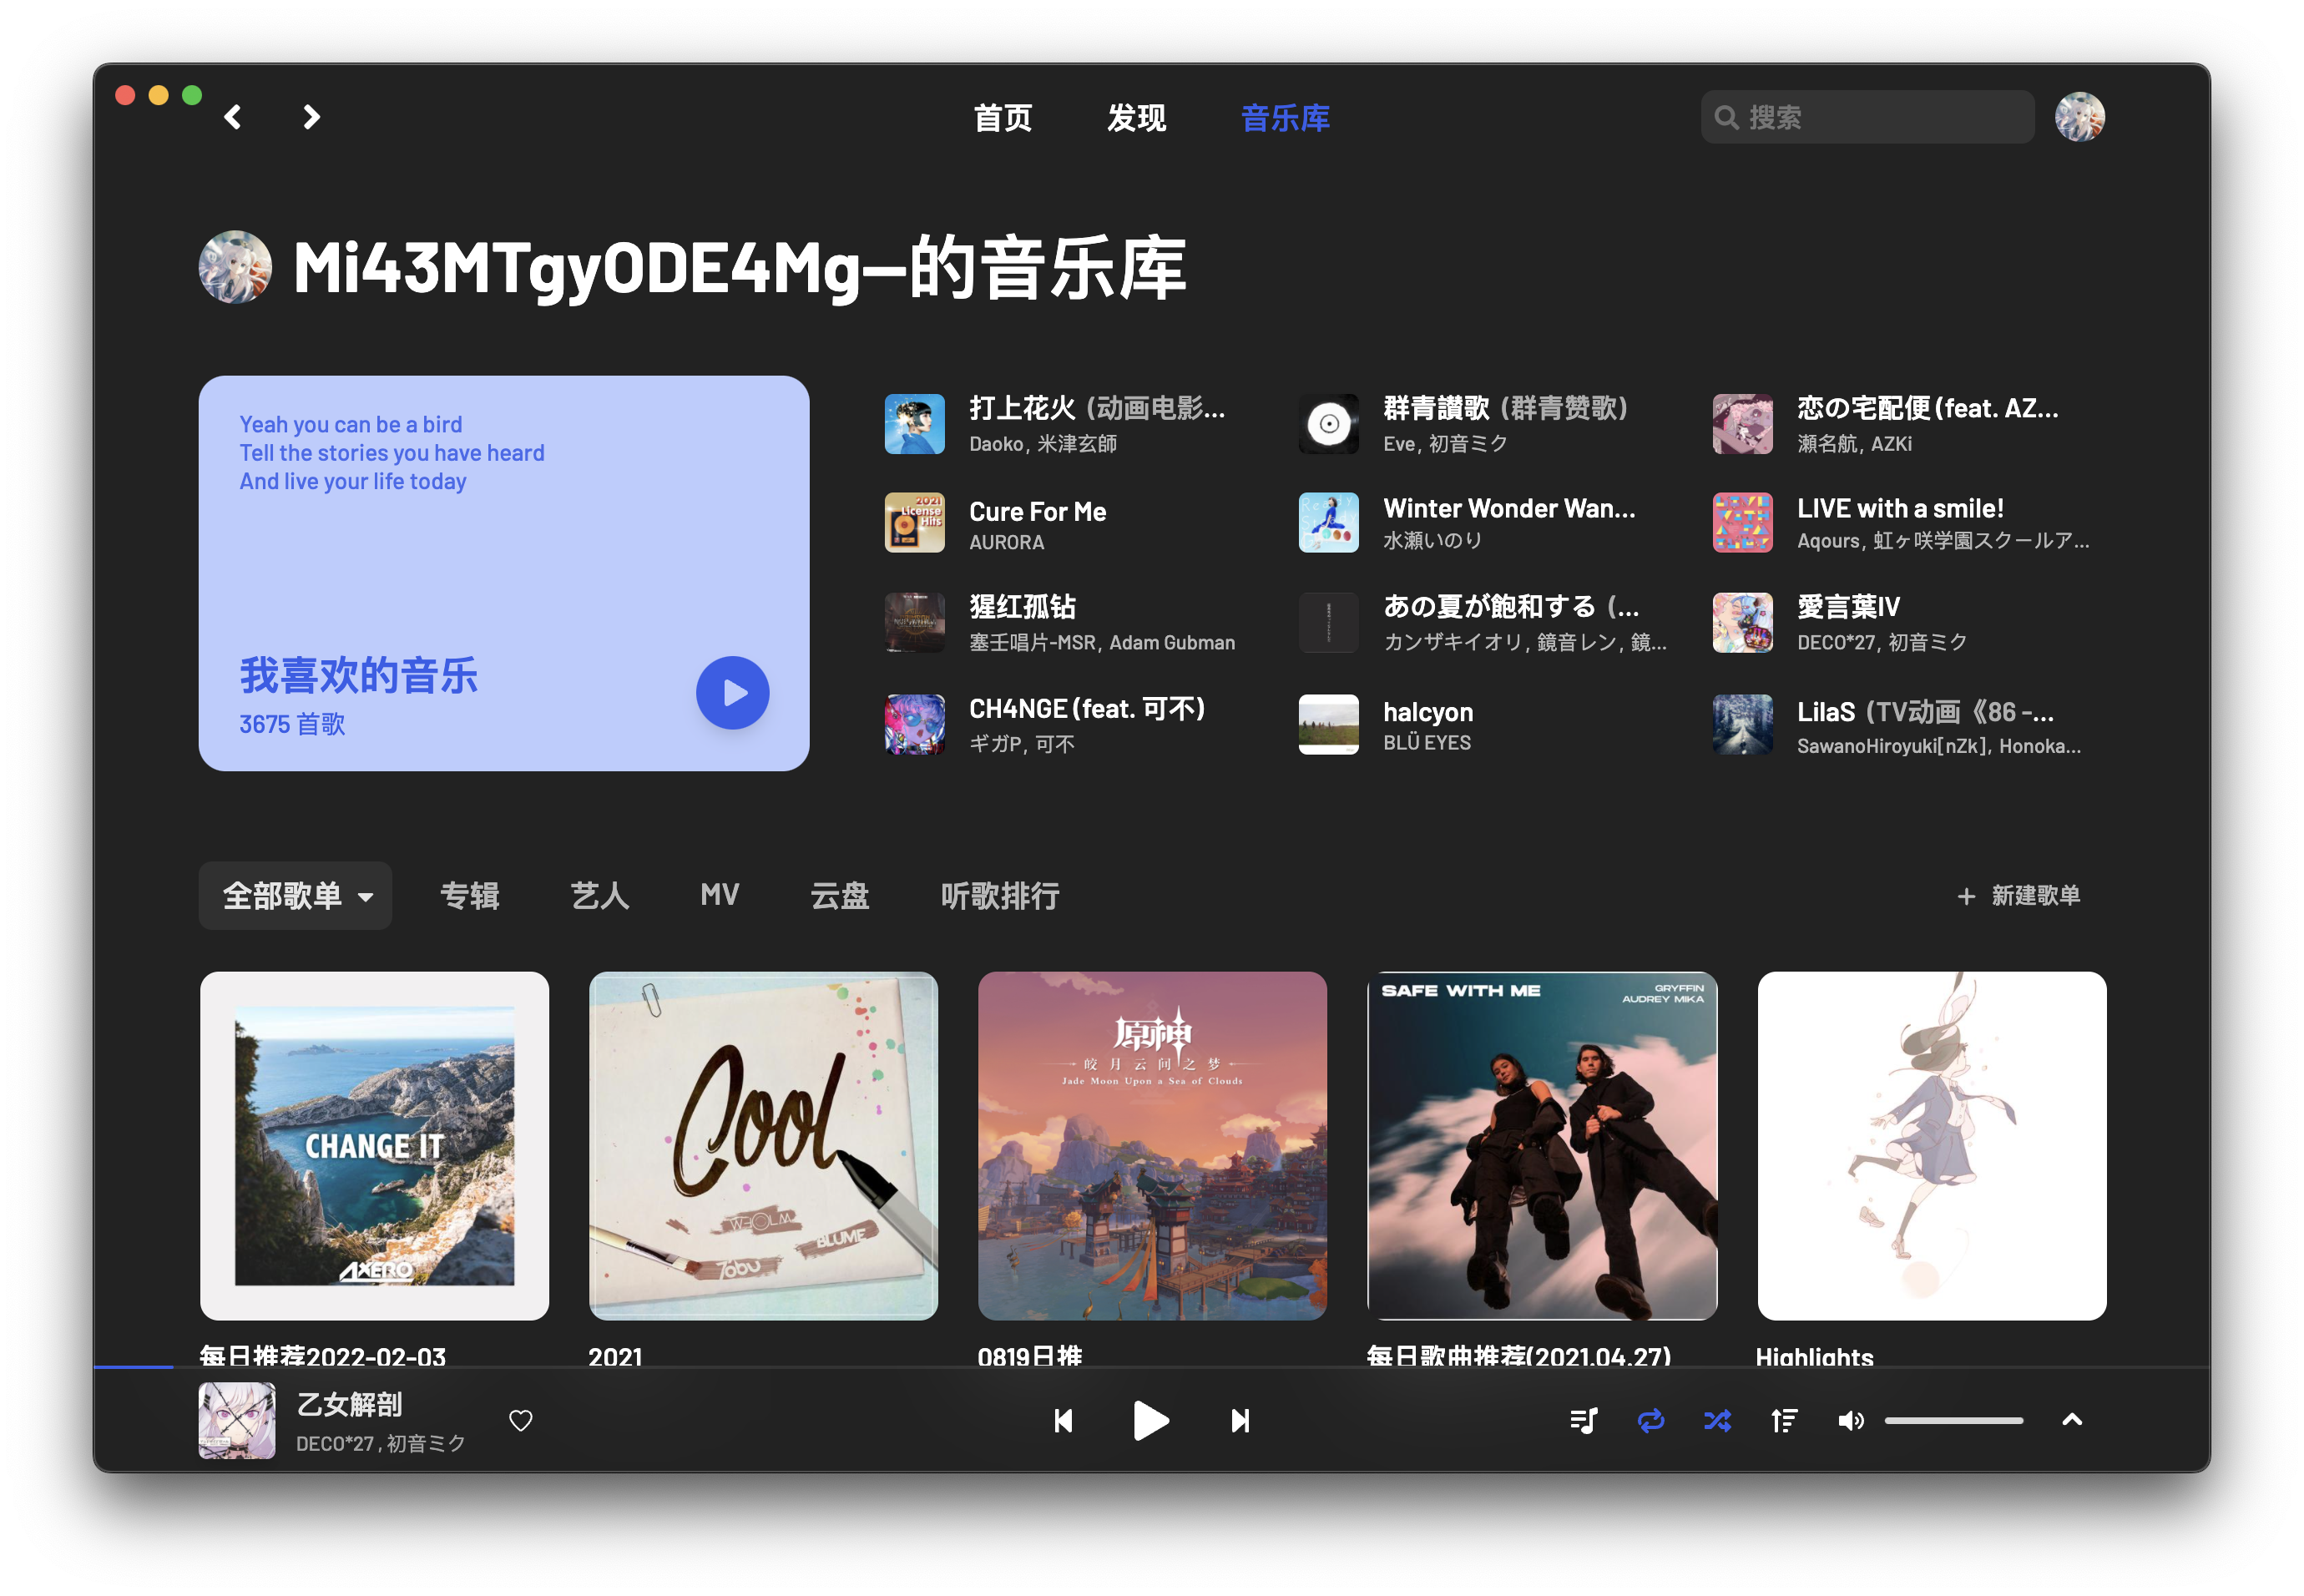 首页
发现
音乐库
搜索
Mi43MTgyODE4Mg–的音乐库
Yeah you can be a bird
Tell the stories you have heard
And live your life today
我喜欢的音乐
3675 首歌
打上花火 (动画电影...
Daoko, 米津玄師
群青讃歌 (群青赞歌)
Eve, 初音ミク
恋の宅配便 (feat. AZ...
瀬名航, AZKi
2021
License
Hits
Cure For Me
AURORA
Winter Wonder Wan...
水瀬いのり
LIVE with a smile!
Aqours, 虹ヶ咲学園スクールア...
猩红孤钻
塞壬唱片-MSR, Adam Gubman
あの夏が飽和する (...
カンザキイオリ, 鏡音レン, 鏡...
愛言葉IV
DECO*27, 初音ミク
CH4NGE (feat. 可不)
ギガP, 可不
halcyon
BLÜ EYES
LilaS (TV动画《86 -...
SawanoHiroyuki[nZk], Honoka...
全部歌单
专辑
艺人
MV
云盘
听歌排行
+ 新建歌单
CHANGE IT
AXERO
Cool
WHOLM
BLUME
Tobu
原神
皎月云间之梦
Jade Moon Upon a Sea of Clouds
SAFE WITH ME
GRYFFIN
AUDREY MIKA
每日推荐2022-02-03
2021
0819日推
每日歌曲推荐(2021.04.27)
Highlights
乙女解剖
DECO*27 , 初音ミク